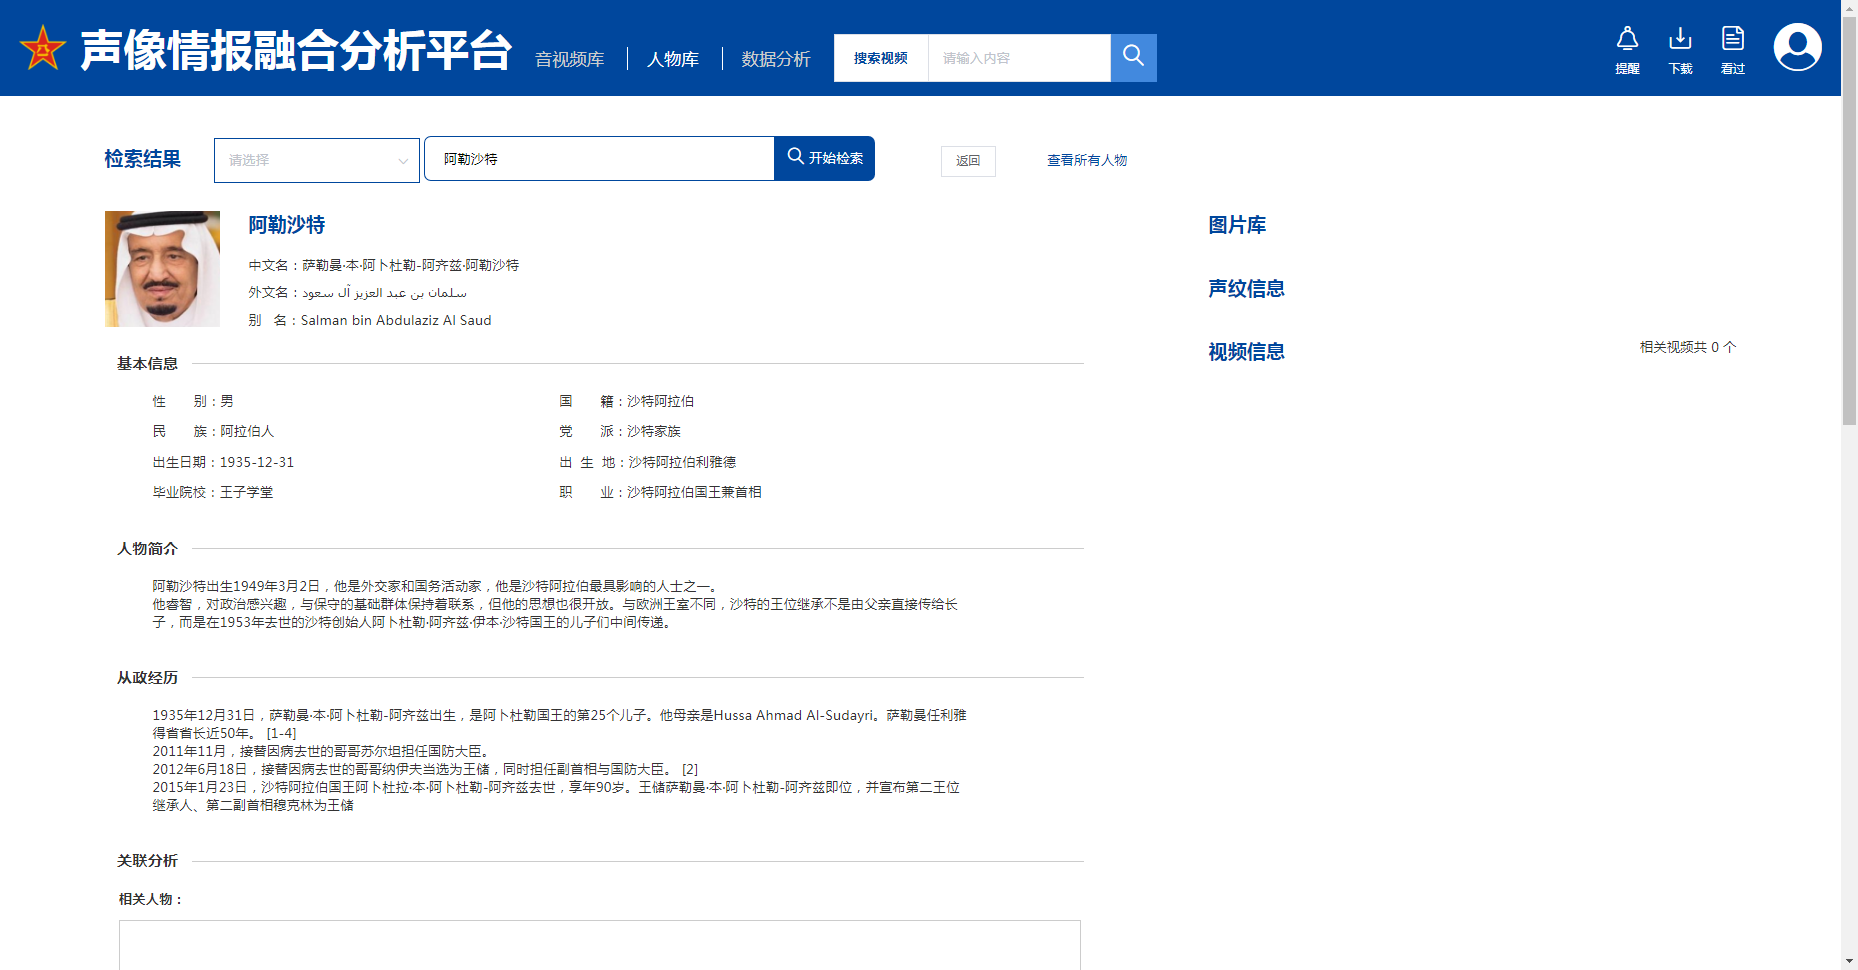 声像情报融合分析平台
音视频库
人物库
数据分析
搜索视频
请输入内容
提醒
下载
看过
检索结果
请选择
阿勒沙特
开始检索
返回
查看所有人物
阿勒沙特
中文名：萨勒曼·本·阿卜杜勒-阿齐兹·阿勒沙特
外文名：سلمان بن عبد العزيز آل سعود
别 名：Salman bin Abdulaziz Al Saud
图片库
声纹信息
视频信息
相关视频共 0 个
基本信息
性 别：男
国 籍：沙特阿拉伯
民 族：阿拉伯人
党 派：沙特家族
出生日期：1935-12-31
出 生 地：沙特阿拉伯利雅德
毕业院校：王子学堂
职 业：沙特阿拉伯国王兼首相
人物简介
阿勒沙特出生1949年3月2日，他是外交家和国务活动家，他是沙特阿拉伯最具影响的人士之一。
他睿智，对政治感兴趣，与保守的基础群体保持着联系，但他的思想也很开放。与欧洲王室不同，沙特的王位继承不是由父亲直接传给长
子，而是在1953年去世的沙特创始人阿卜杜勒·阿齐兹·伊本·沙特国王的儿子们中间传递。
从政经历
1935年12月31日，萨勒曼·本·阿卜杜勒-阿齐兹出生，是阿卜杜勒国王的第25个儿子。他母亲是Hussa Ahmad Al-Sudayri。萨勒曼任利雅
得省省长近50年。 [1-4]
2011年11月，接替因病去世的哥哥苏尔坦担任国防大臣。
2012年6月18日，接替因病去世的哥哥纳伊夫当选为王储，同时担任副首相与国防大臣。 [2]
2015年1月23日，沙特阿拉伯国王阿卜杜拉·本·阿卜杜勒-阿齐兹去世，享年90岁。王储萨勒曼·本·阿卜杜勒-阿齐兹即位，并宣布第二王位
继承人、第二副首相穆克林为王储
关联分析
相关人物：